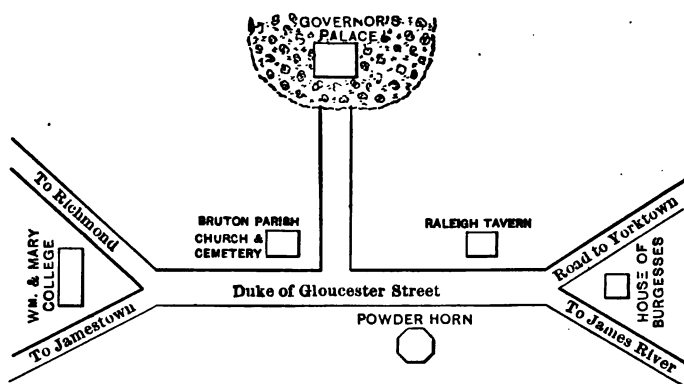 GOVERNOR'S
PALACE
To Richmond
BRUTON PARISH
CHURCH &
CEMETERY
RALEIGH TAVERN
Road to Yorktown
WM. & MARY
COLLEGE
Duke of Gloucester Street
HOUSE OF
BURGESSES
POWDER HORN
To Jamestown
To James River